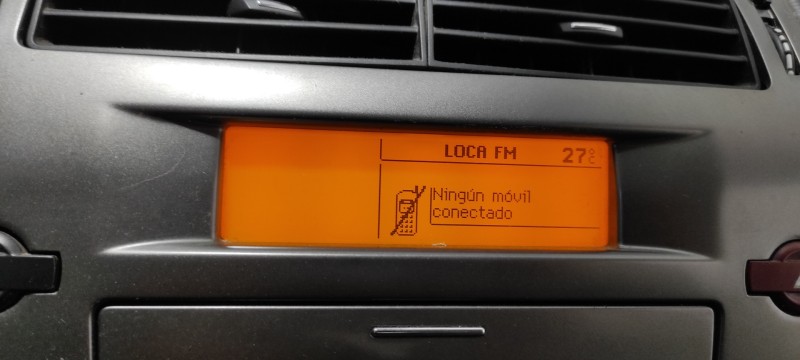 LOCA FM
27°C
Ningún móvil
conectado